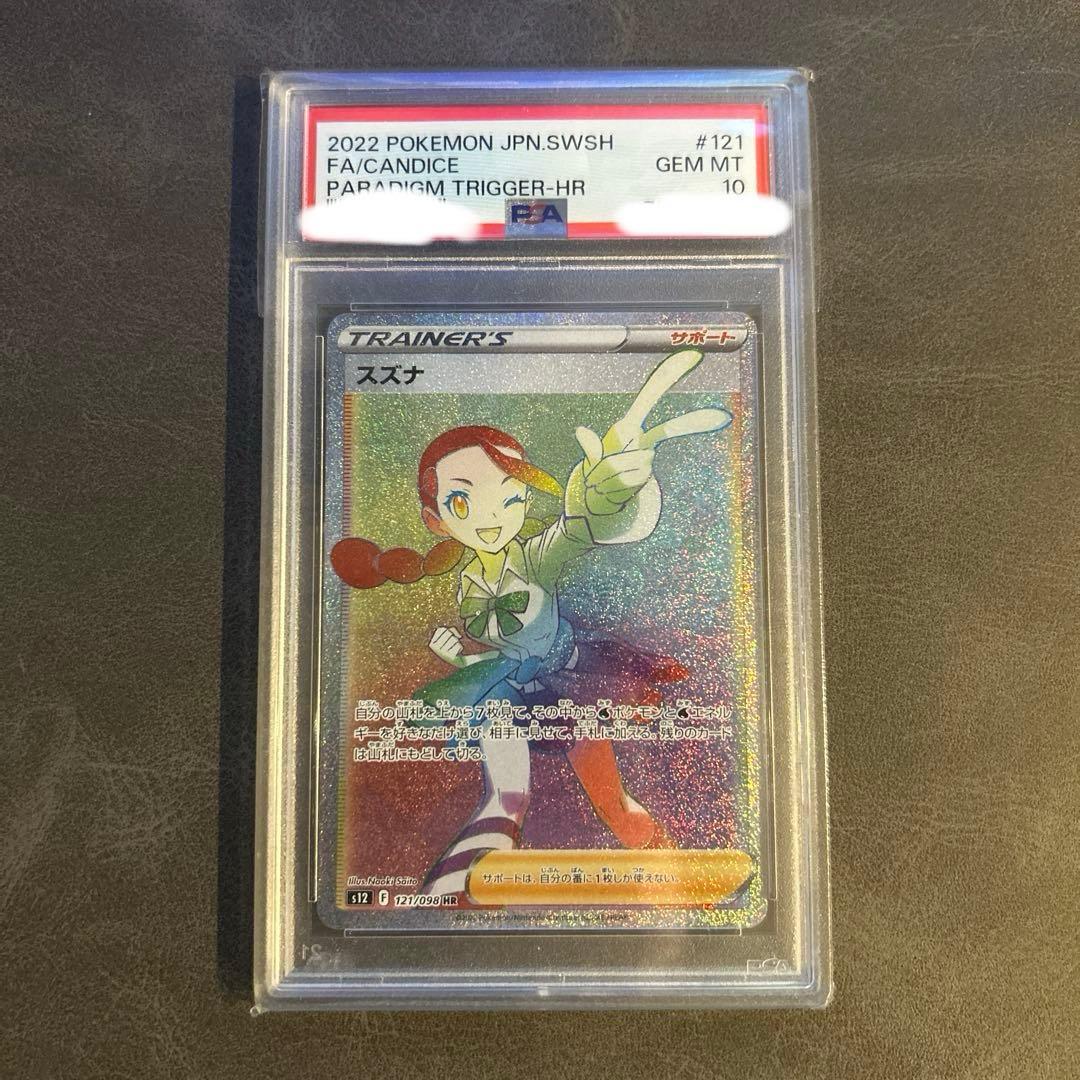 2022 POKEMON JPN.SWSH #121
FA/CANDICE GEM MT
PARADIGM TRIGGER-HR 10
PSA
TRAINER'S サポート
スズナ
自分の山札を上から7枚見て、その中からポケモンとエネル
ギーを好きなだけ選び、相手に見せて、手札に加える。残りのカード
は山札にもどして切る。
サポートは、自分の番に1枚しか使えない。
Illus. Naoki Saito
s12 F 121/098 HR
PSA